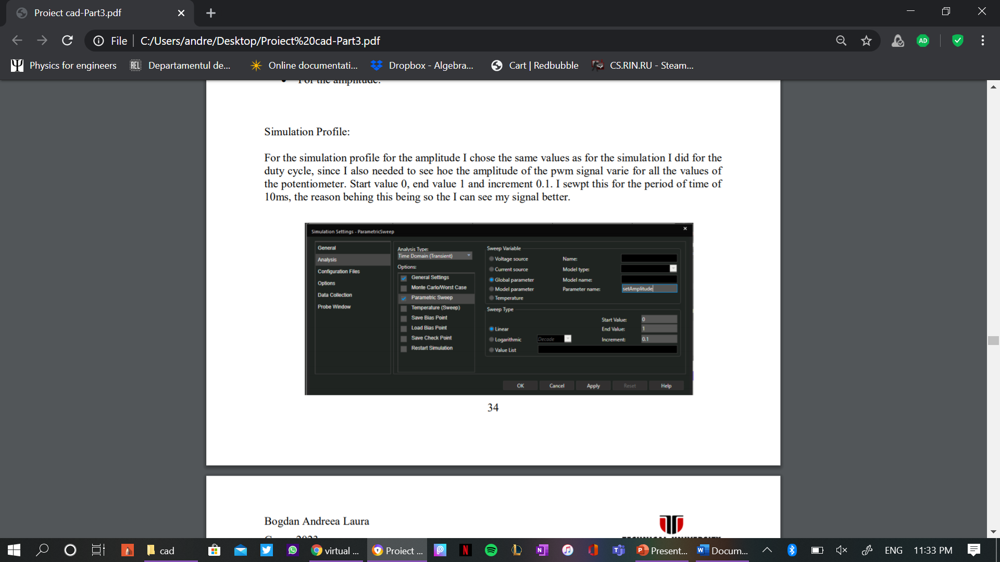 Proiect cad-Part3.pdf
File
C:/Users/andre/Desktop/Proiect%20cad-Part3.pdf
AD
Physics for engineers
REL
Departamentul de...
Online documentati...
Dropbox - Algebra...
Cart | Redbubble
CS.RIN.RU - Steam...
For the amplitude.
Simulation Profile:
For the simulation profile for the amplitude I chose the same values as for the simulation I did for the
duty cycle, since I also needed to see hoe the amplitude of the pwm signal varie for all the values of
the potentiometer. Start value 0, end value 1 and increment 0.1. I sewpt this for the period of time of
10ms, the reason behing this being so the I can see my signal better.
Simulation Settings - ParametricSweep
General
Analysis
Configuration Files
Options
Data Collection
Probe Window
Analysis Type:
Time Domain (Transient)
Options:
General Settings
Monte Carlo/Worst Case
Parametric Sweep
Temperature (Sweep)
Save Bias Point
Load Bias Point
Save Check Point
Restart Simulation
Sweep Variable
Voltage source
Current source
Global parameter
Model parameter
Temperature
Name:
Model type:
Model name:
Parameter name:
setAmplitude
Sweep Type
Linear
Logarithmic
Decade
Value List
Start Value: 0
End Value: 1
Increment: 0.1
OK
Cancel
Apply
Reset
Help
34
Bogdan Andreea Laura
2023
TECHNICAL UNIVERSITY
cad
virtual ...
Proiect ...
Present...
Docum...
ENG
11:33 PM